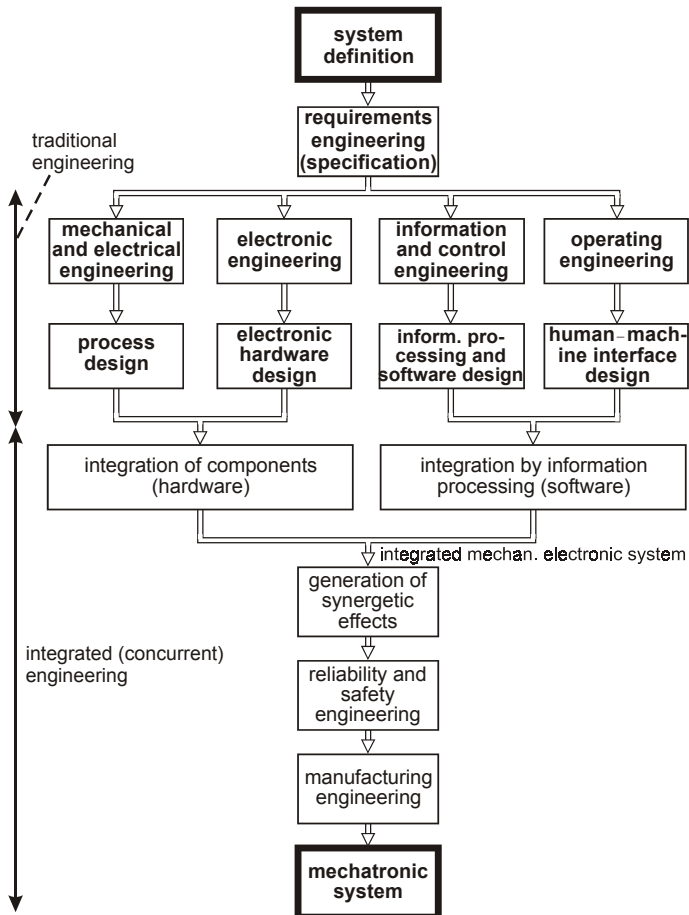 system
definition
requirements
engineering
(specification)
traditional
engineering
mechanical
and electrical
engineering
electronic
engineering
information
and control
engineering
operating
engineering
process
design
electronic
hardware
design
inform. pro-
cessing and
software design
human–mach-
ine interface
design
integration of components
(hardware)
integration by information
processing (software)
integrated mechan. electronic system
generation of
synergetic
effects
integrated (concurrent)
engineering
reliability and
safety
engineering
manufacturing
engineering
mechatronic
system